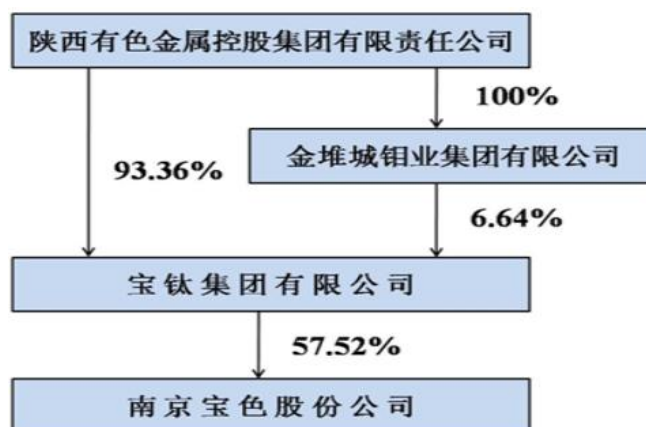 陕西有色金属控股集团有限责任公司
100%
金堆城钼业集团有限公司
93.36%
6.64%
宝钛集团有限公司
57.52%
南京宝色股份公司